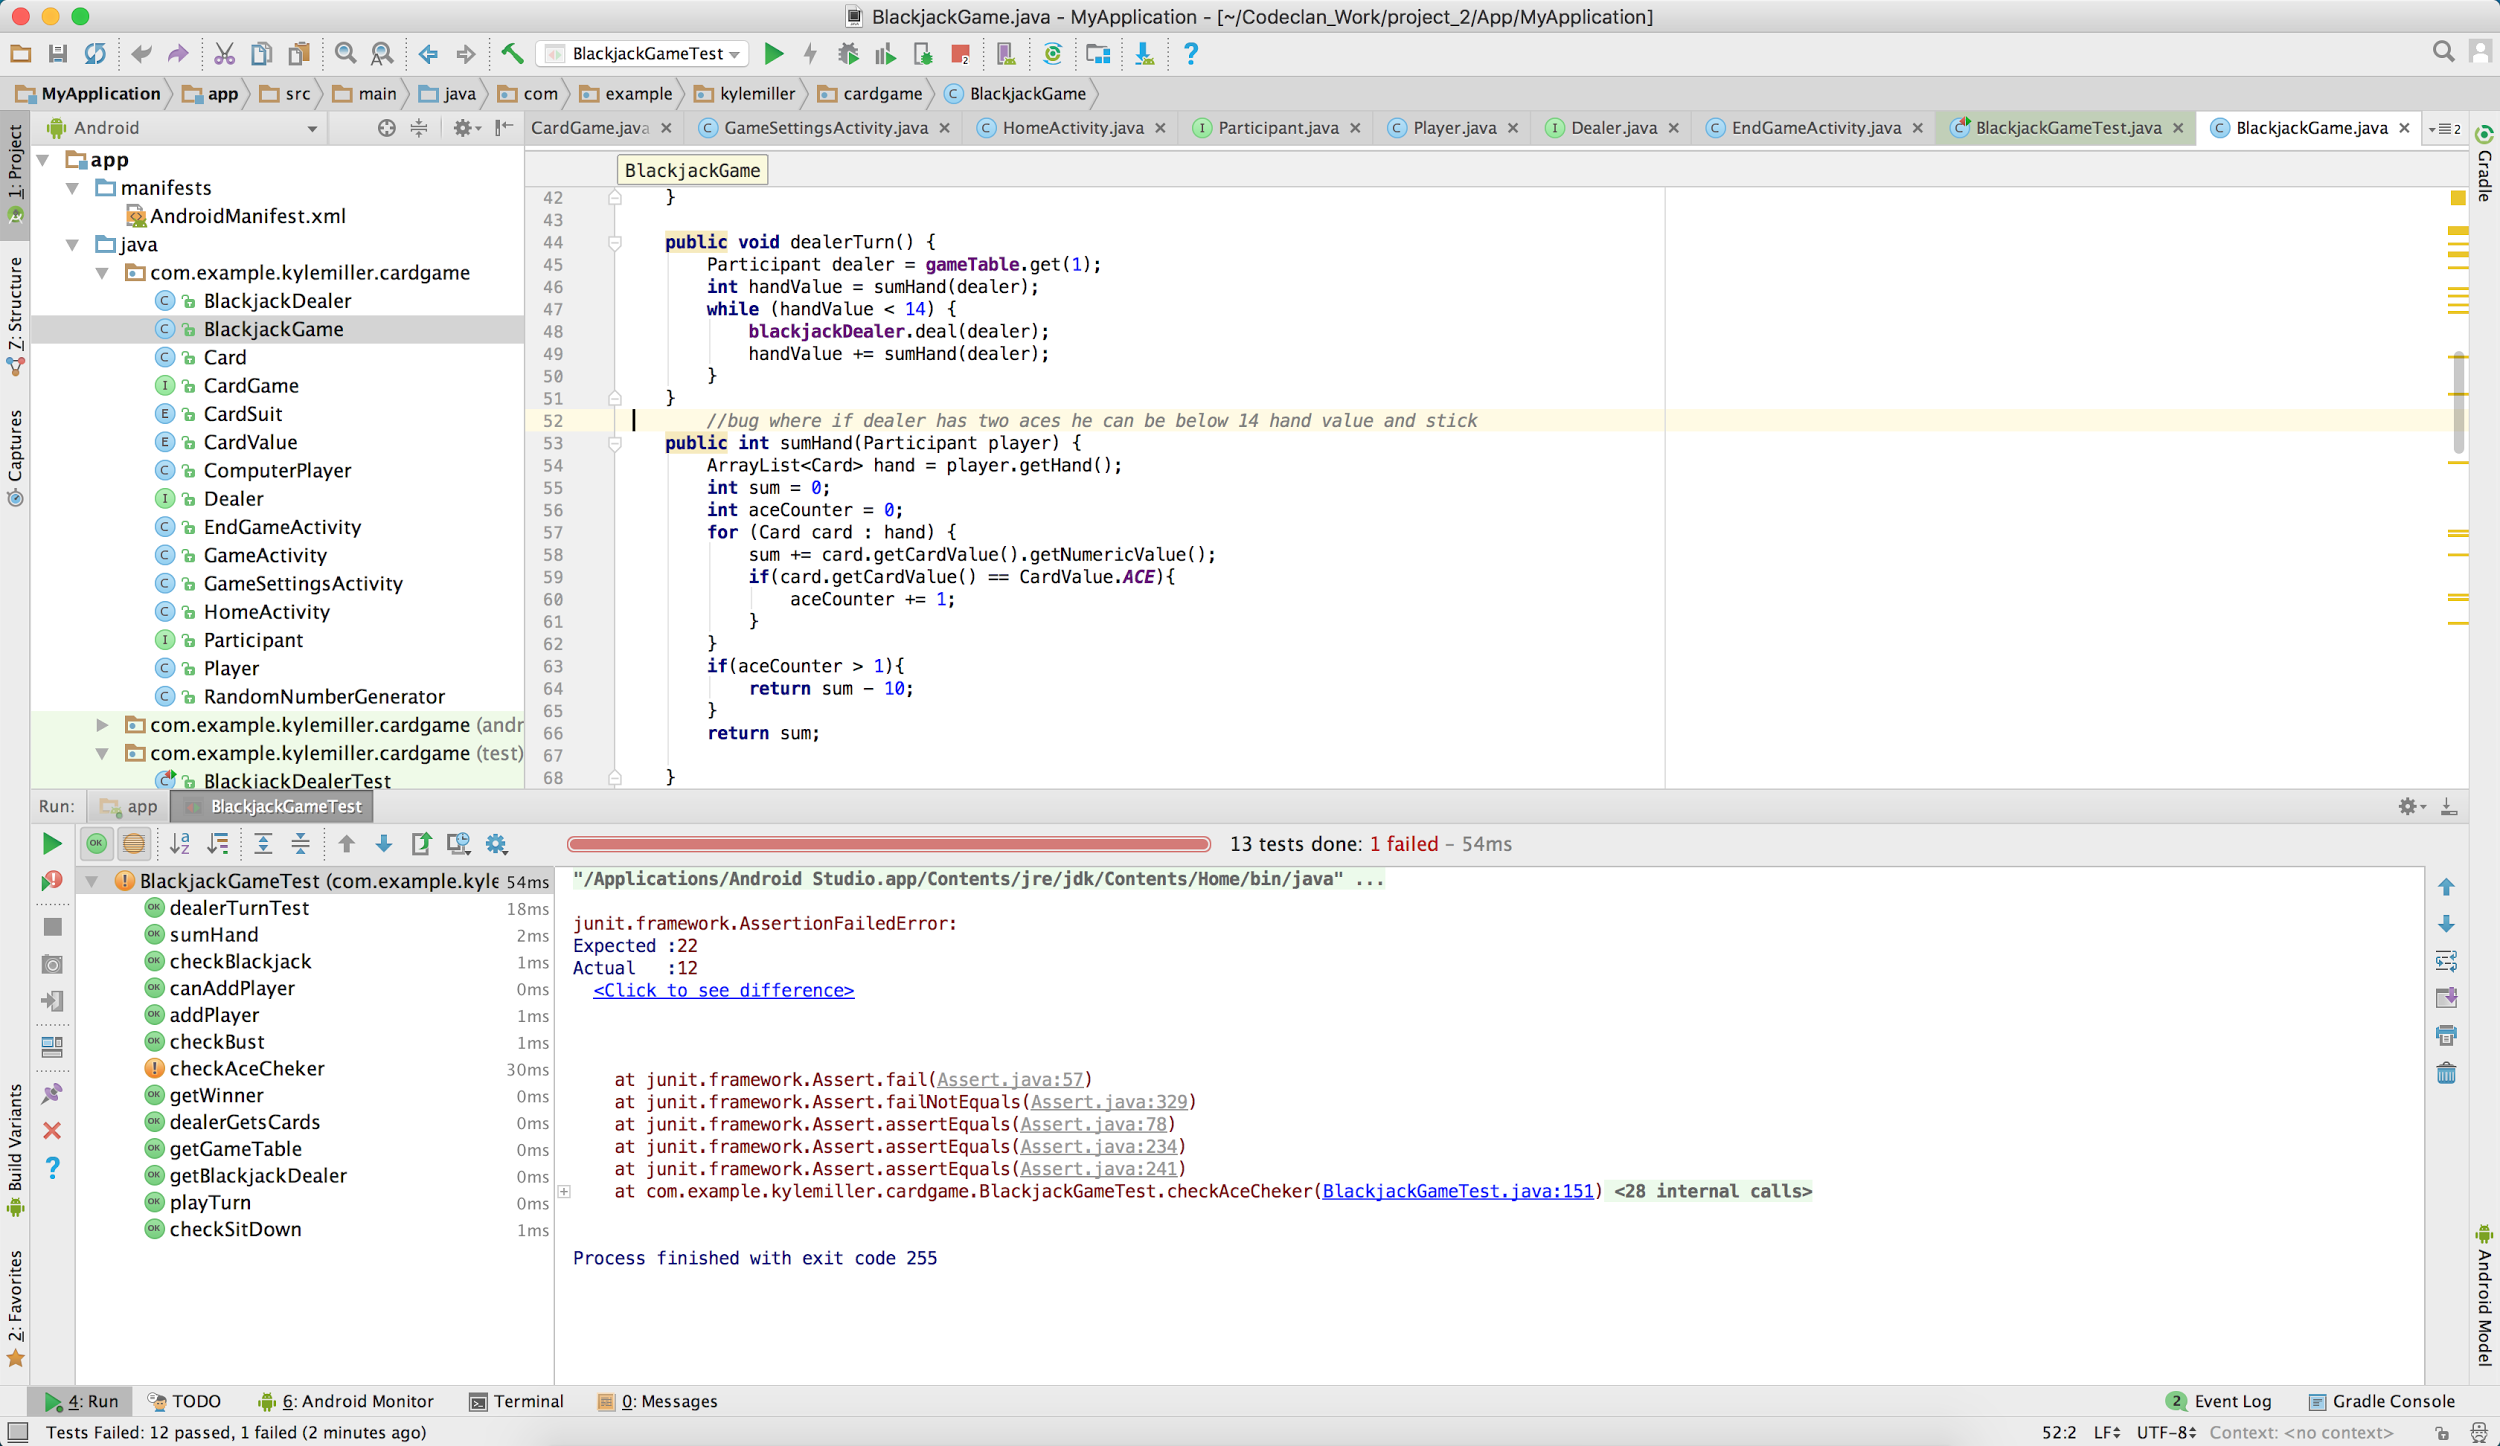 BlackjackGame.java - MyApplication - [~/Codeclan_Work/project_2/App/MyApplication]
BlackjackGameTest
2
MyApplication app src main java com example kylemiller cardgame BlackjackGame
Android
CardGame.java GameSettingsActivity.java HomeActivity.java Participant.java Player.java Dealer.java EndGameActivity.java BlackjackGameTest.java BlackjackGame.java 2
1: Project
Z: Structure
Captures
Build Variants
2: Favorites
Gradle
Android Model
app
manifests
AndroidManifest.xml
java
com.example.kylemiller.cardgame
BlackjackDealer
BlackjackGame
Card
CardGame
CardSuit
CardValue
ComputerPlayer
Dealer
EndGameActivity
GameActivity
GameSettingsActivity
HomeActivity
Participant
Player
RandomNumberGenerator
com.example.kylemiller.cardgame (andr
com.example.kylemiller.cardgame (test)
BlackjackDealerTest
BlackjackGame
42 }
43
44 public void dealerTurn() {
45 Participant dealer = gameTable.get(1);
46 int handValue = sumHand(dealer);
47 while (handValue < 14) {
48 blackjackDealer.deal(dealer);
49 handValue += sumHand(dealer);
50 }
51 }
52 //bug where if dealer has two aces he can be below 14 hand value and stick
53 public int sumHand(Participant player) {
54 ArrayList<Card> hand = player.getHand();
55 int sum = 0;
56 int aceCounter = 0;
57 for (Card card : hand) {
58 sum += card.getCardValue().getNumericValue();
59 if(card.getCardValue() == CardValue.ACE){
60 aceCounter += 1;
61 }
62 }
63 if(aceCounter > 1){
64 return sum - 10;
65 }
66 return sum;
67
68 }
Run: app BlackjackGameTest
13 tests done: 1 failed - 54ms
BlackjackGameTest (com.example.kyle 54ms
dealerTurnTest 18ms
sumHand 2ms
checkBlackjack 1ms
canAddPlayer 0ms
addPlayer 1ms
checkBust 1ms
checkAceCheker 30ms
getWinner 0ms
dealerGetsCards 0ms
getGameTable 0ms
getBlackjackDealer 0ms
playTurn 0ms
checkSitDown 1ms
"/Applications/Android Studio.app/Contents/jre/jdk/Contents/Home/bin/java" ...
junit.framework.AssertionFailedError:
Expected :22
Actual :12
<Click to see difference>
at junit.framework.Assert.fail(Assert.java:57)
at junit.framework.Assert.failNotEquals(Assert.java:329)
at junit.framework.Assert.assertEquals(Assert.java:78)
at junit.framework.Assert.assertEquals(Assert.java:234)
at junit.framework.Assert.assertEquals(Assert.java:241)
at com.example.kylemiller.cardgame.BlackjackGameTest.checkAceCheker(BlackjackGameTest.java:151) <28 internal calls>
Process finished with exit code 255
4: Run TODO 6: Android Monitor Terminal 0: Messages 2 Event Log Gradle Console
Tests Failed: 12 passed, 1 failed (2 minutes ago) 52:2 LF UTF-8 Context: <no context>